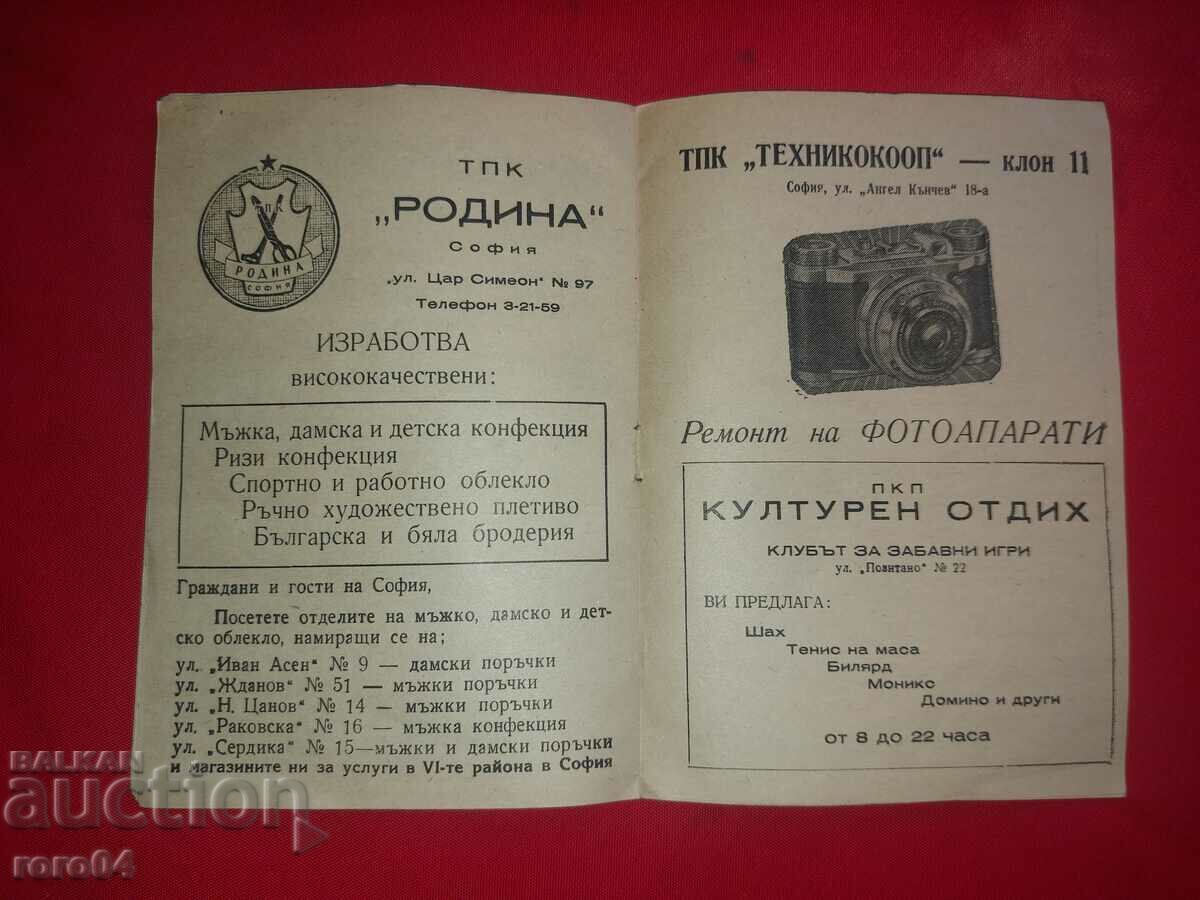 ТПК
РОДИНА
СОФИЯ
ТПК
„РОДИНА“
София
„ул. Цар Симеон“ № 97
Телефон 3-21-59
ИЗРАБОТВА
висококачествени:
Мъжка, дамска и детска конфекция
Ризи конфекция
Спортно и работно облекло
Ръчно художествено плетиво
Българска и бяла бродерия
Граждани и гости на София,
Посетете отделите на мъжко, дамско и дет-
ско облекло, намиращи се на;
ул. „Иван Асен“ № 9 — дамски поръчки
ул. „Жданов“ № 51 — мъжки поръчки
ул. „Н. Цанов“ № 14 — мъжки поръчки
ул. „Раковска“ № 16 — мъжка конфекция
ул. „Сердика“ № 15—мъжки и дамски поръчки
и магазините ни за услуги в VI-те района в София
ТПК „ТЕХНИКОКООП“ — клон 11
София, ул. „Ангел Кънчев“ 18-а
Ремонт на ФОТОАПАРАТИ
ПКП
КУЛТУРЕН ОТДИХ
КЛУБЪТ ЗА ЗАБАВНИ ИГРИ
ул. „Позитано“ № 22
ВИ ПРЕДЛАГА:
Шах
Тенис на маса
Билярд
Моникс
Домино и други
от 8 до 22 часа
BALKAN
auction
roro04